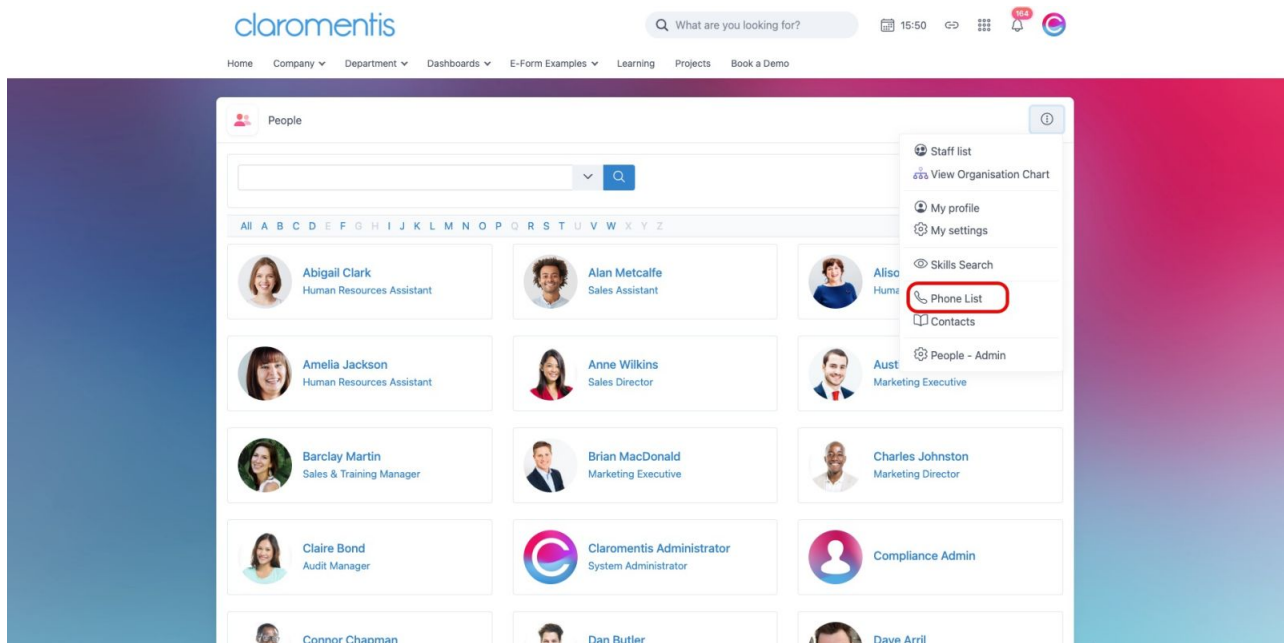 claromentis
What are you looking for?
15:50
164
Home Company Department Dashboards E-Form Examples Learning Projects Book a Demo
People
Staff list
View Organisation Chart
My profile
My settings
Skills Search
Phone List
Contacts
People - Admin
All A B C D E F G H I J K L M N O P Q R S T U V W X Y Z
Abigail Clark
Human Resources Assistant
Alan Metcalfe
Sales Assistant
Aliso
Huma
Amelia Jackson
Human Resources Assistant
Anne Wilkins
Sales Director
Aust
Marketing Executive
Barclay Martin
Sales & Training Manager
Brian MacDonald
Marketing Executive
Charles Johnston
Marketing Director
Claire Bond
Audit Manager
Claromentis Administrator
System Administrator
Compliance Admin
Connor Chapman
Dan Butler
Dave Arril